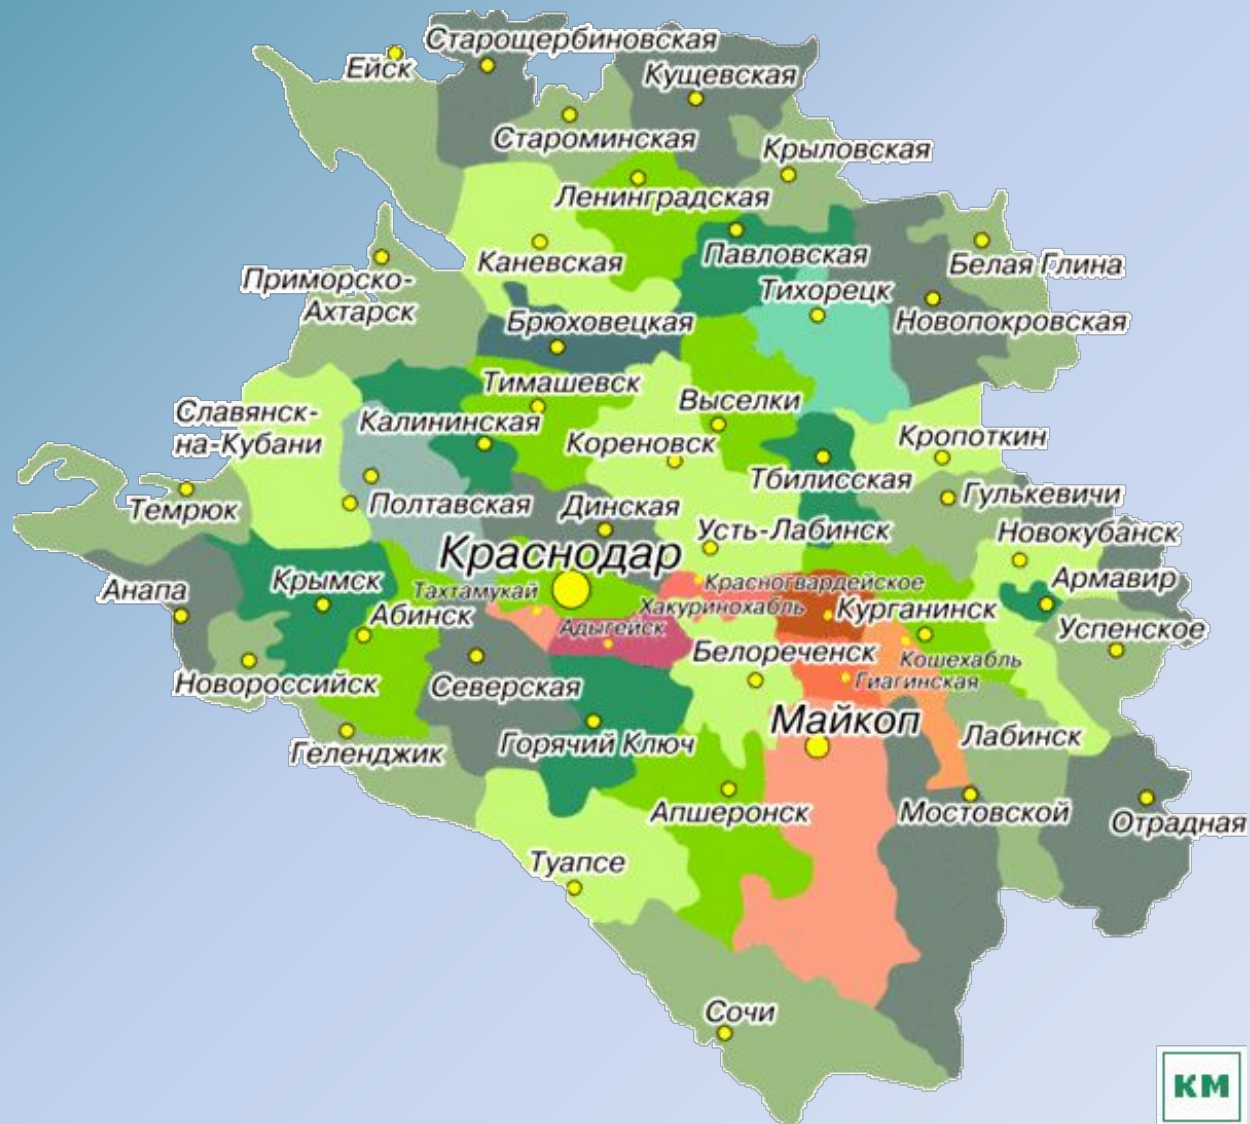 Старощербиновская
Ейск
Кущевская
Староминская
Крыловская
Ленинградская
Павловская
Каневская
Белая Глина
Приморско-
Ахтарск
Тихорецк
Брюховецкая
Новопокровская
Тимашевск
Выселки
Славянск-
на-Кубани
Калининская
Кореновск
Кропоткин
Тбилисская
Гулькевичи
Темрюк
Полтавская
Динская
Усть-Лабинск
Новокубанск
Краснодар
Анапа
Крымск
Тахтамукай
Красногвардейское
Армавир
Абинск
Хакуринохабль
Курганинск
Адыгейск
Успенское
Белореченск
Кошехабль
Новороссийск
Северская
Гиагинская
Майкоп
Лабинск
Геленджик
Горячий Ключ
Апшеронск
Мостовской
Отрадная
Туапсе
Сочи
КМ